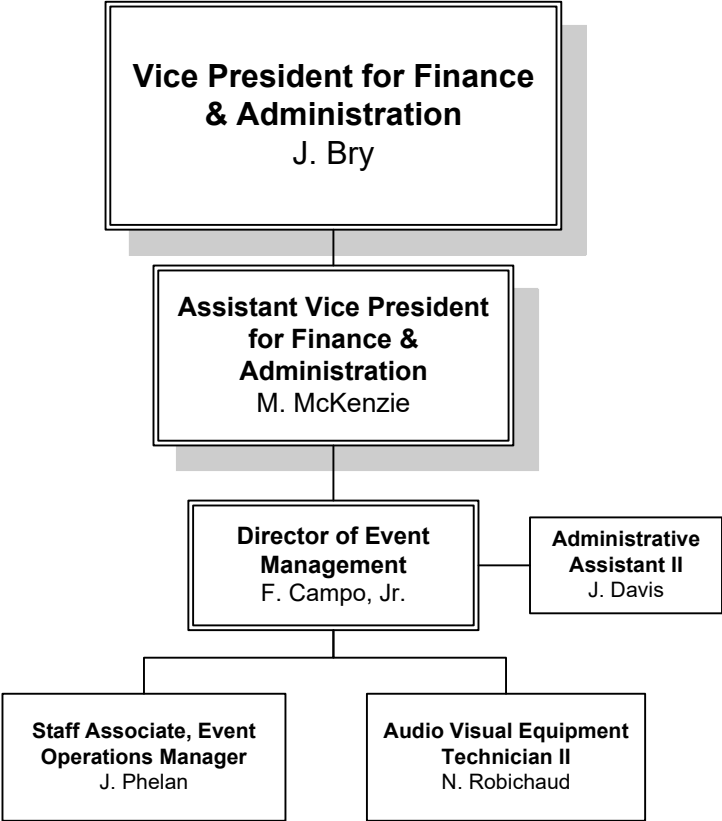 Vice President for Finance
& Administration
J. Bry
Assistant Vice President
for Finance &
Administration
M. McKenzie
Director of Event
Management
F. Campo, Jr.
Administrative
Assistant II
J. Davis
Staff Associate, Event
Operations Manager
J. Phelan
Audio Visual Equipment
Technician II
N. Robichaud